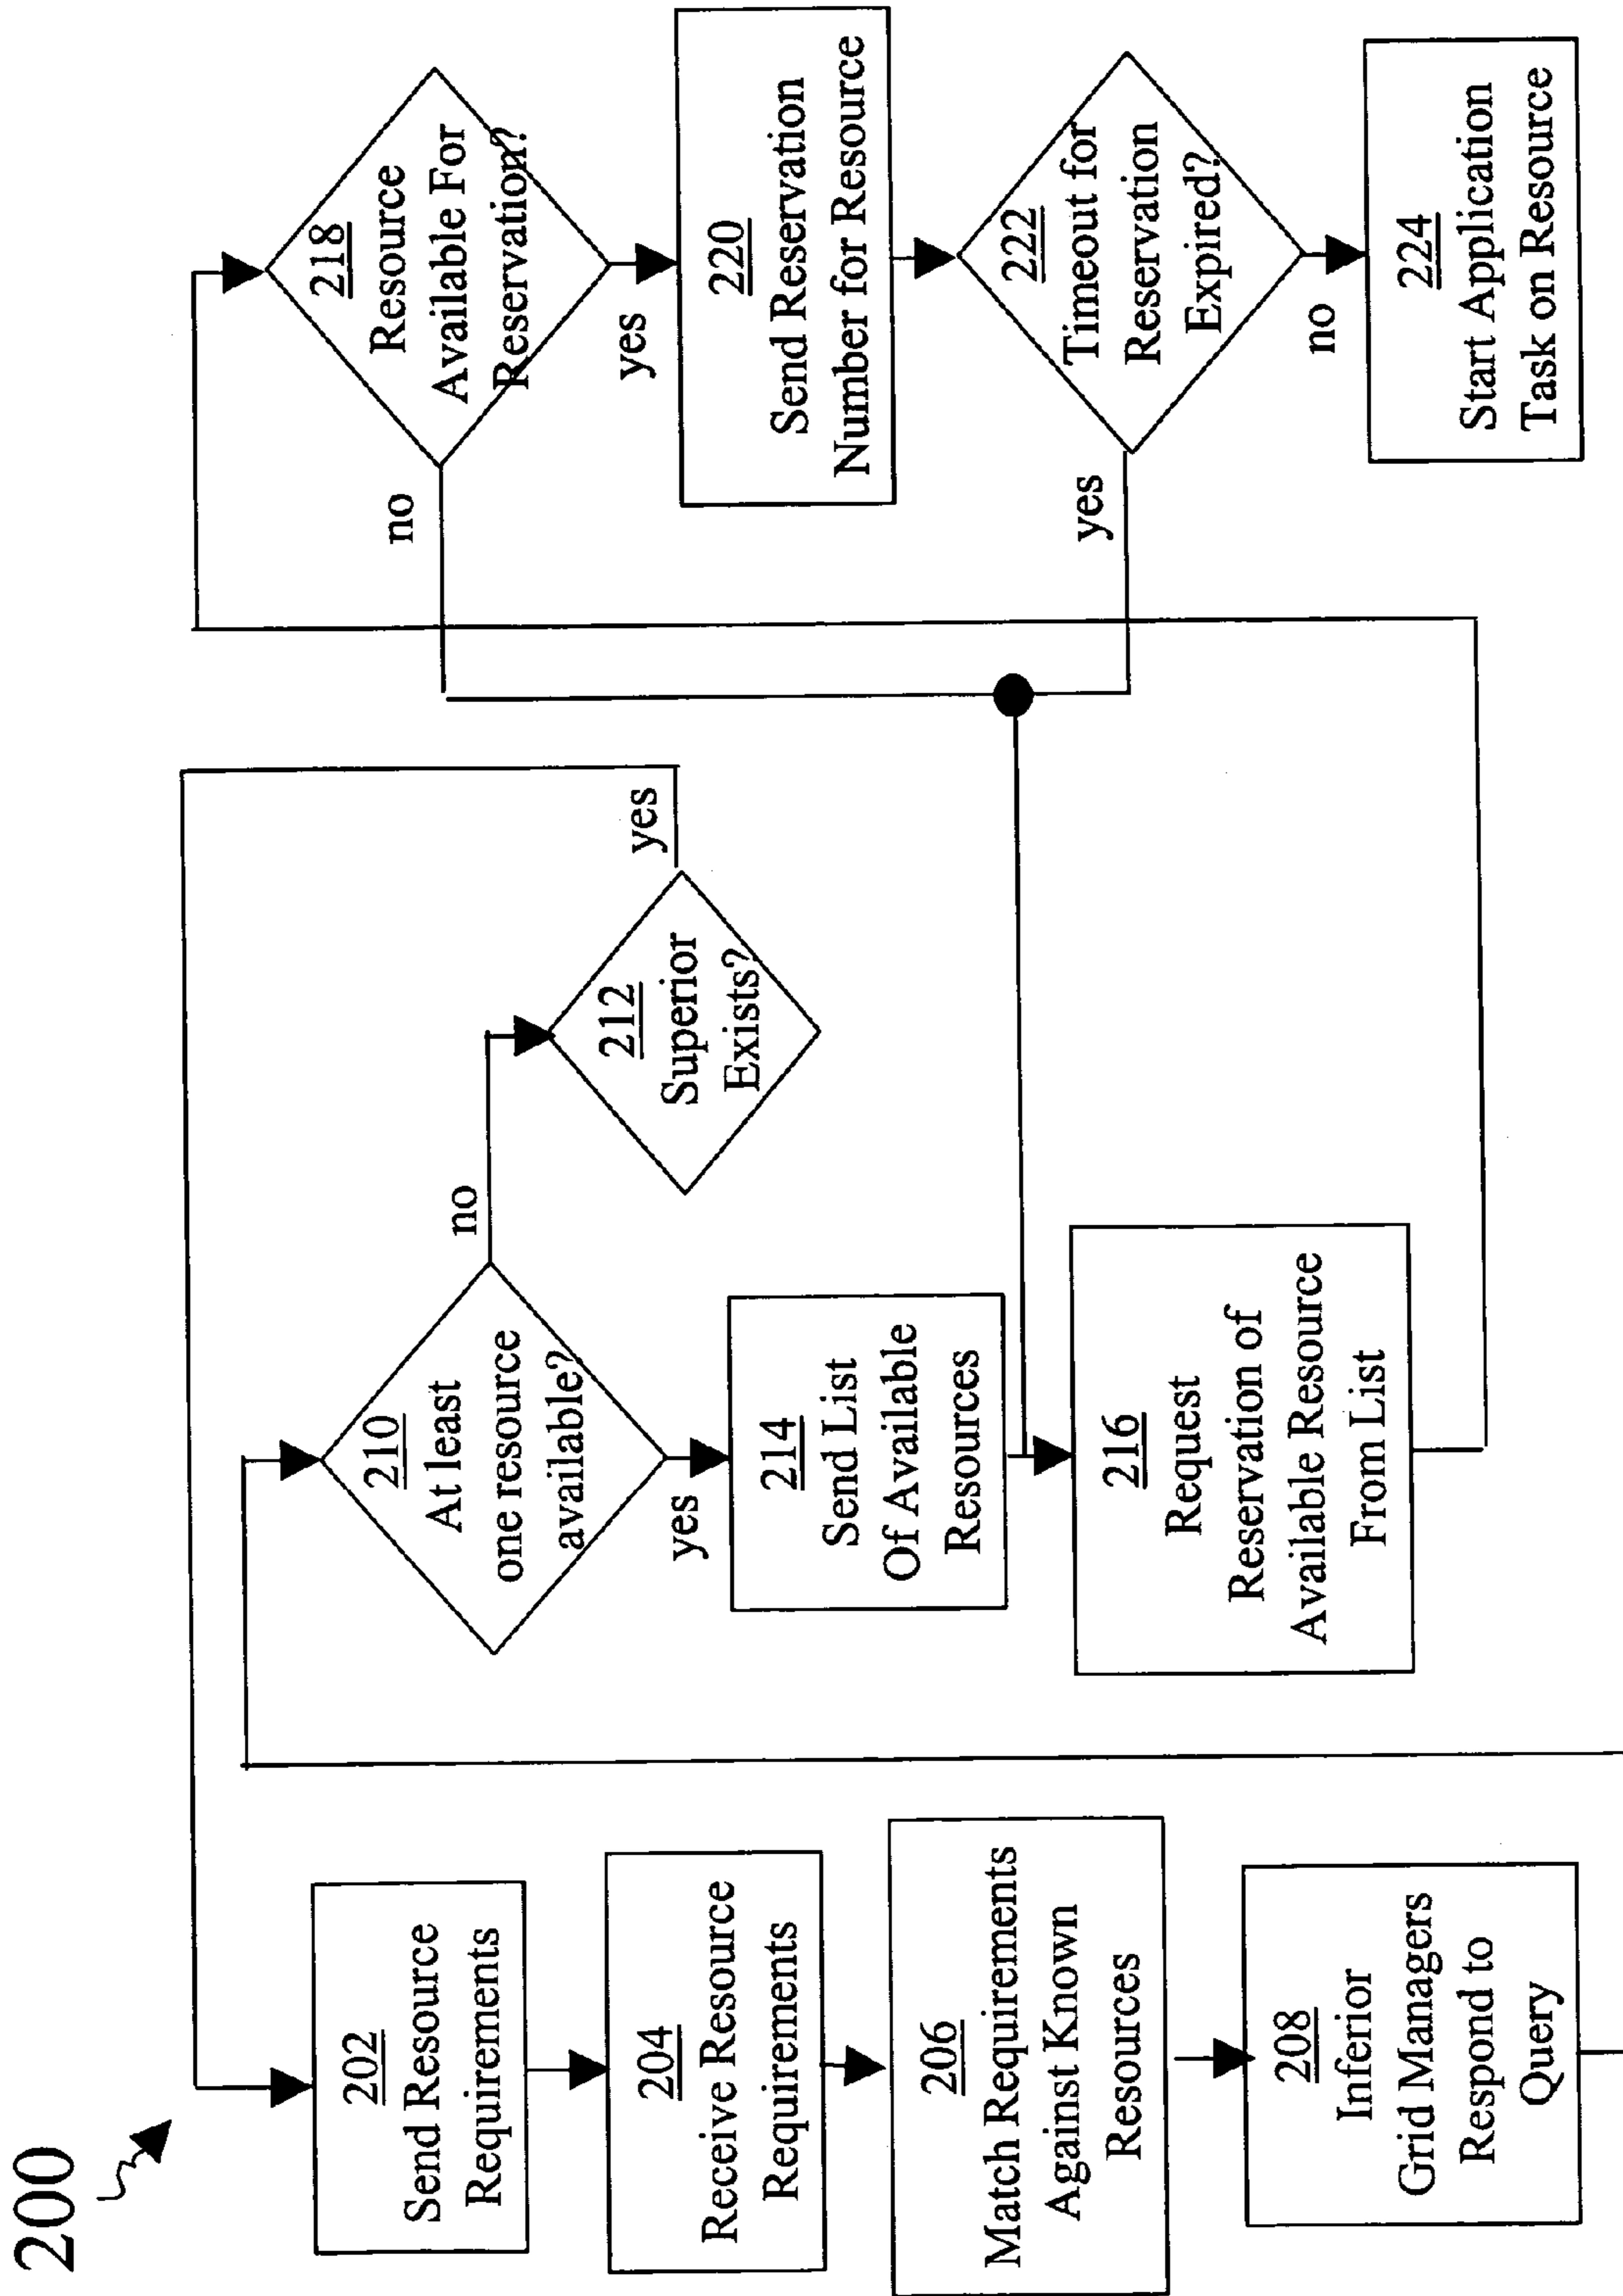 200
202
Send Resource
Requirements
204
Receive Resource
Requirements
206
Match Requirements
Against Known
Resources
208
Inferior
Grid Managers
Respond to
Query
210
At least
one resource
available?
no
yes
212
Superior
Exists?
yes
214
Send List
Of Available
Resources
216
Request
Reservation of
Available Resource
From List
218
Resource
Available For
Reservation?
no
yes
220
Send Reservation
Number for Resource
222
Timeout for
Reservation
Expired?
yes
no
224
Start Application
Task on Resource